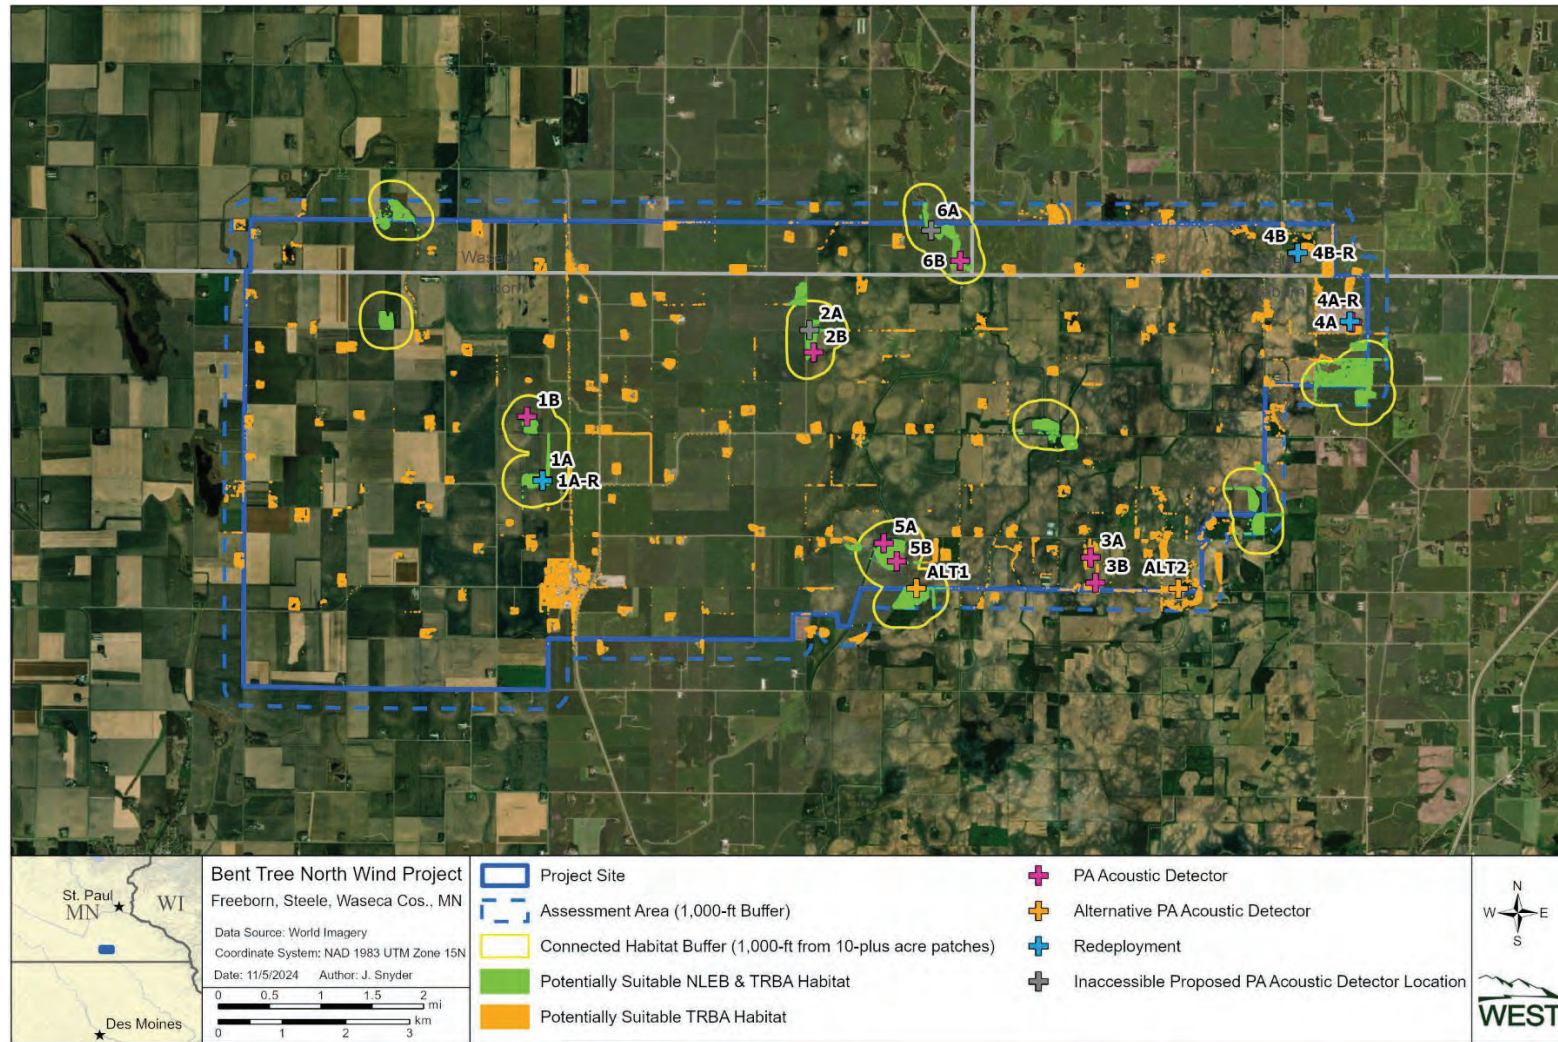 6A
6B
4B
4B-R
4A-R
4A
2A
2B
1B
1A
1A-R
5A
5B
ALT1
3A
3B
ALT2
Waseca
Freeborn
St. Paul
MN
WI
Des Moines
Bent Tree North Wind Project
Freeborn, Steele, Waseca Cos., MN
Data Source: World Imagery
Coordinate System: NAD 1983 UTM Zone 15N
Date: 11/5/2024 Author: J. Snyder
0 0.5 1 1.5 2
mi
km
0 1 2 3
Project Site
Assessment Area (1,000-ft Buffer)
Connected Habitat Buffer (1,000-ft from 10-plus acre patches)
Potentially Suitable NLEB & TRBA Habitat
Potentially Suitable TRBA Habitat
PA Acoustic Detector
Alternative PA Acoustic Detector
Redeployment
Inaccessible Proposed PA Acoustic Detector Location
N
W E
S
WEST